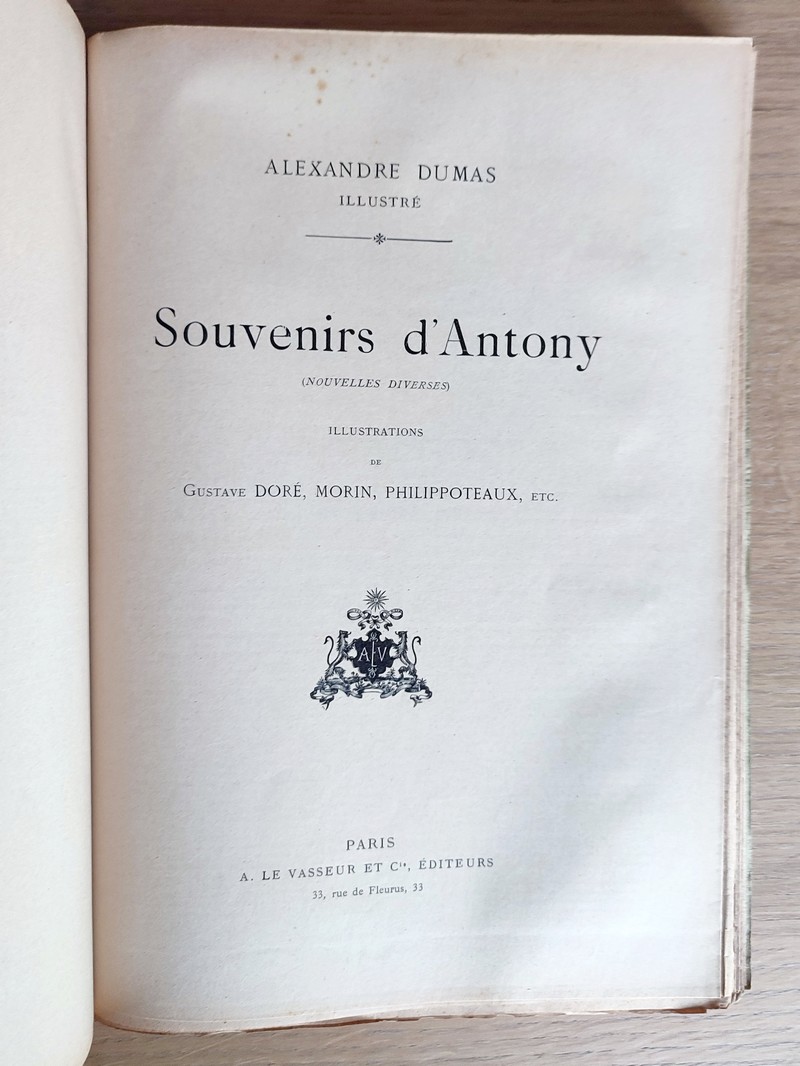 ALEXANDRE DUMAS
ILLUSTRÉ
Souvenirs d'Antony
(NOUVELLES DIVERSES)
ILLUSTRATIONS
DE
GUSTAVE DORÉ, MORIN, PHILIPPOTEAUX, ETC.
ALV
PARIS
A. LE VASSEUR ET Cie, ÉDITEURS
33, rue de Fleurus, 33